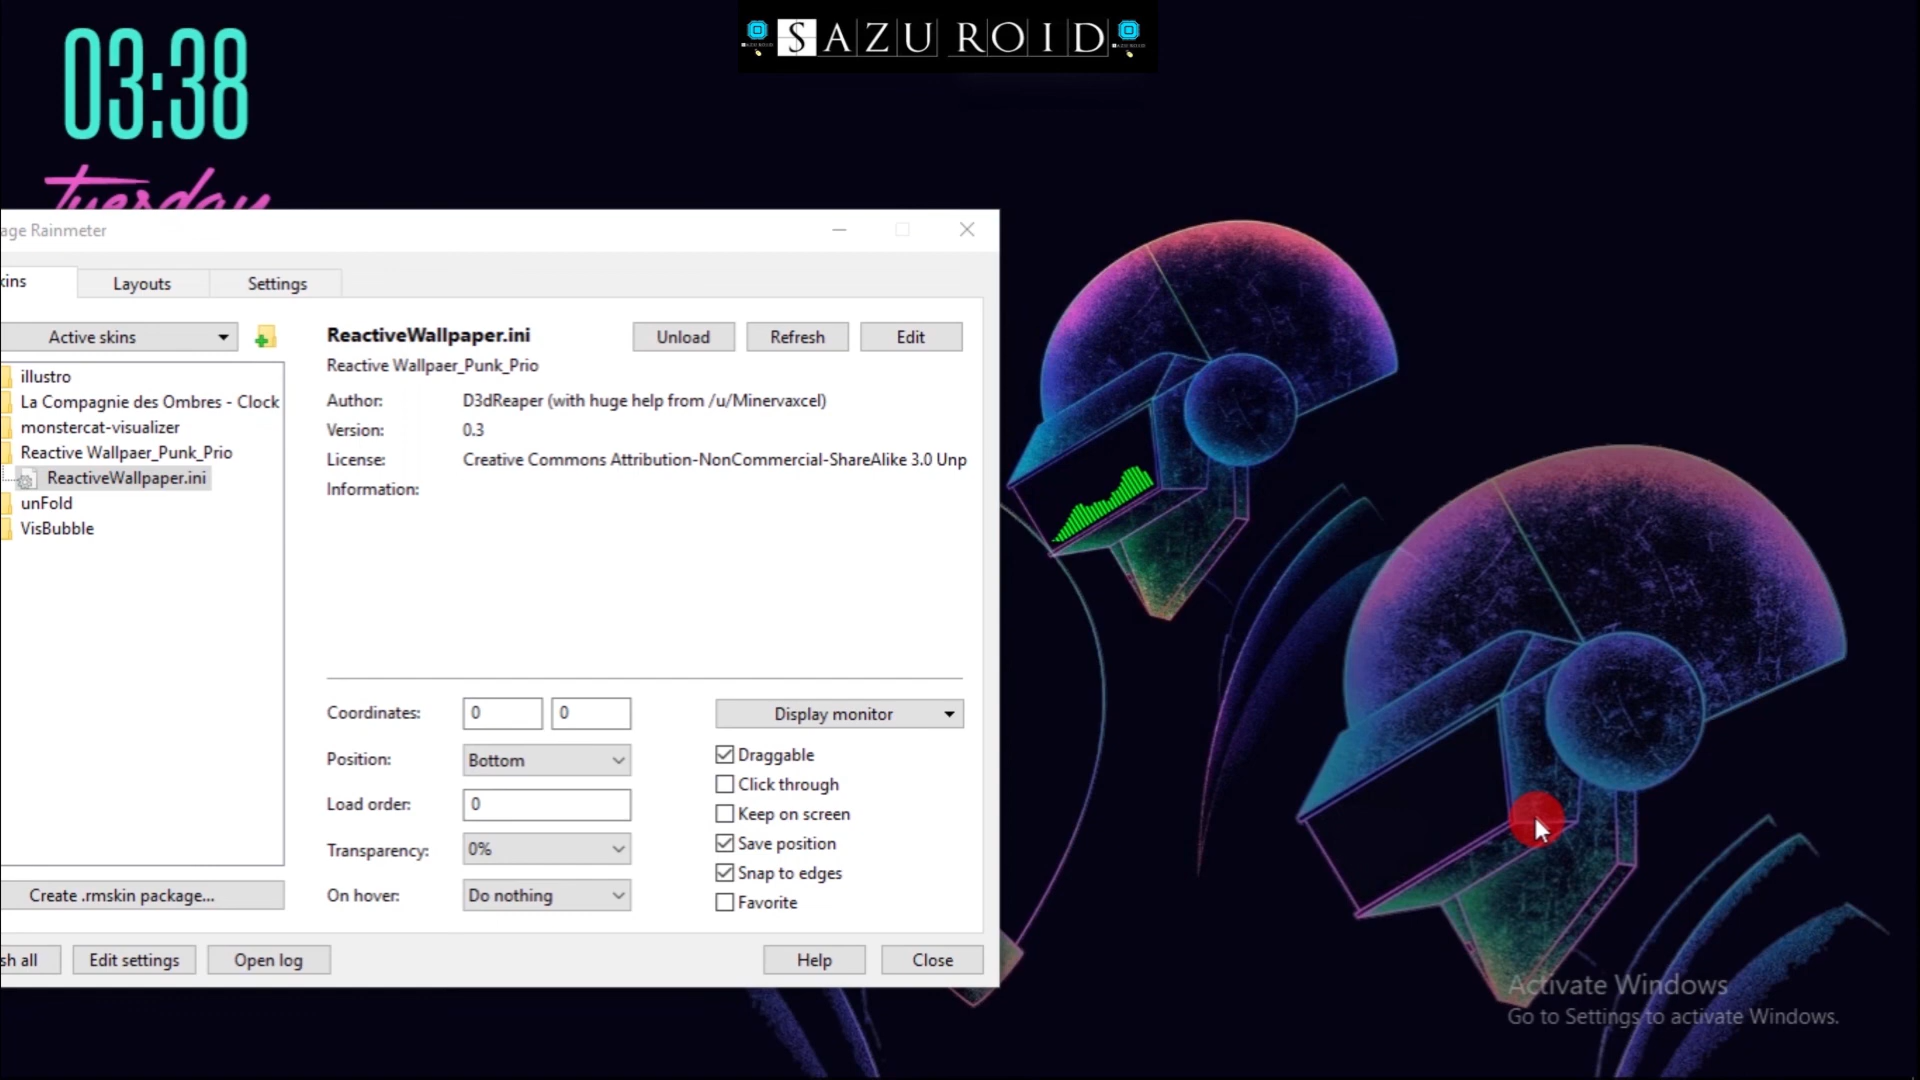 03:38
SAZU ROID
Tuesday
age Rainmeter
kins
Layouts
Settings
Active skins
ReactiveWallpaper.ini
Unload
Refresh
Edit
Reactive Wallpaer_Punk_Prio
illustro
La Compagnie des Ombres - Clock
monstercat-visualizer
Reactive Wallpaer_Punk_Prio
ReactiveWallpaper.ini
unFold
VisBubble
Author: D3dReaper (with huge help from /u/Minervaxcel)
Version: 0.3
License: Creative Commons Attribution-NonCommercial-ShareAlike 3.0 Unp
Information:
Coordinates: 0 0
Display monitor
Position: Bottom
Load order: 0
Transparency: 0%
On hover: Do nothing
Draggable
Click through
Keep on screen
Save position
Snap to edges
Favorite
Create .rmskin package...
sh all
Edit settings
Open log
Help
Close
Activate Windows
Go to Settings to activate Windows.